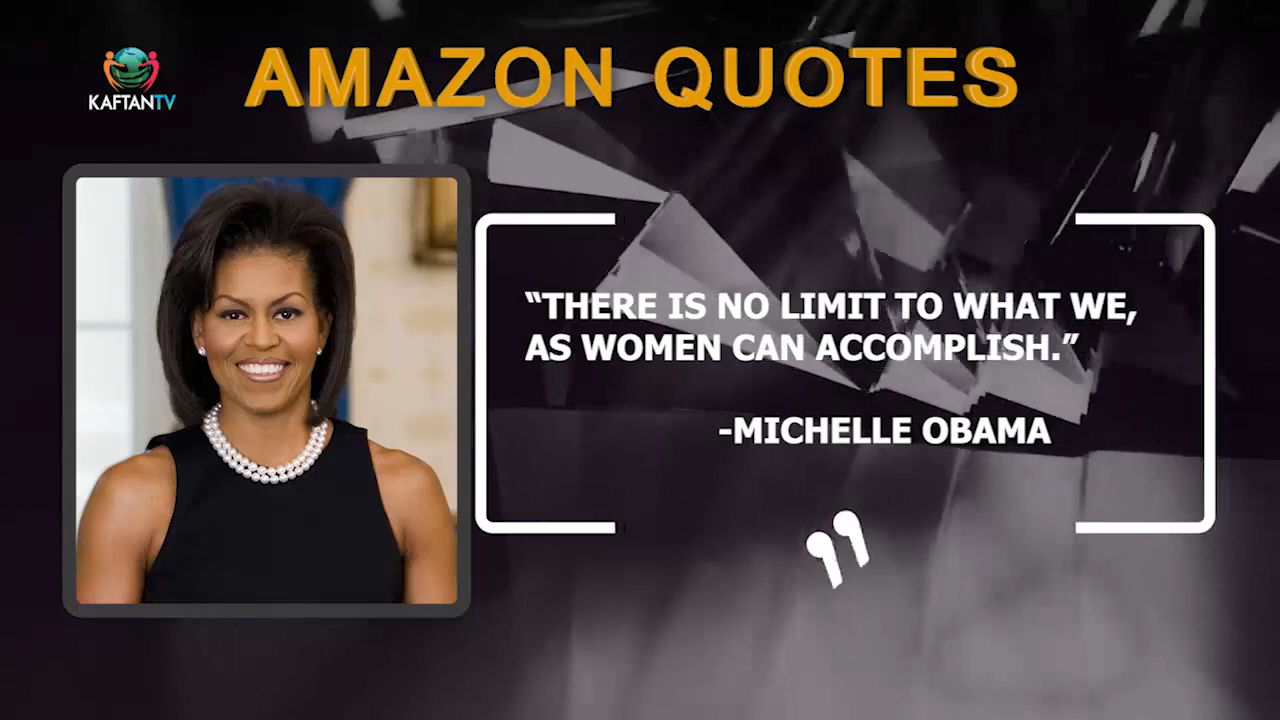 KAFTANTV
AMAZON QUOTES
“THERE IS NO LIMIT TO WHAT WE,
AS WOMEN CAN ACCOMPLISH.”
-MICHELLE OBAMA